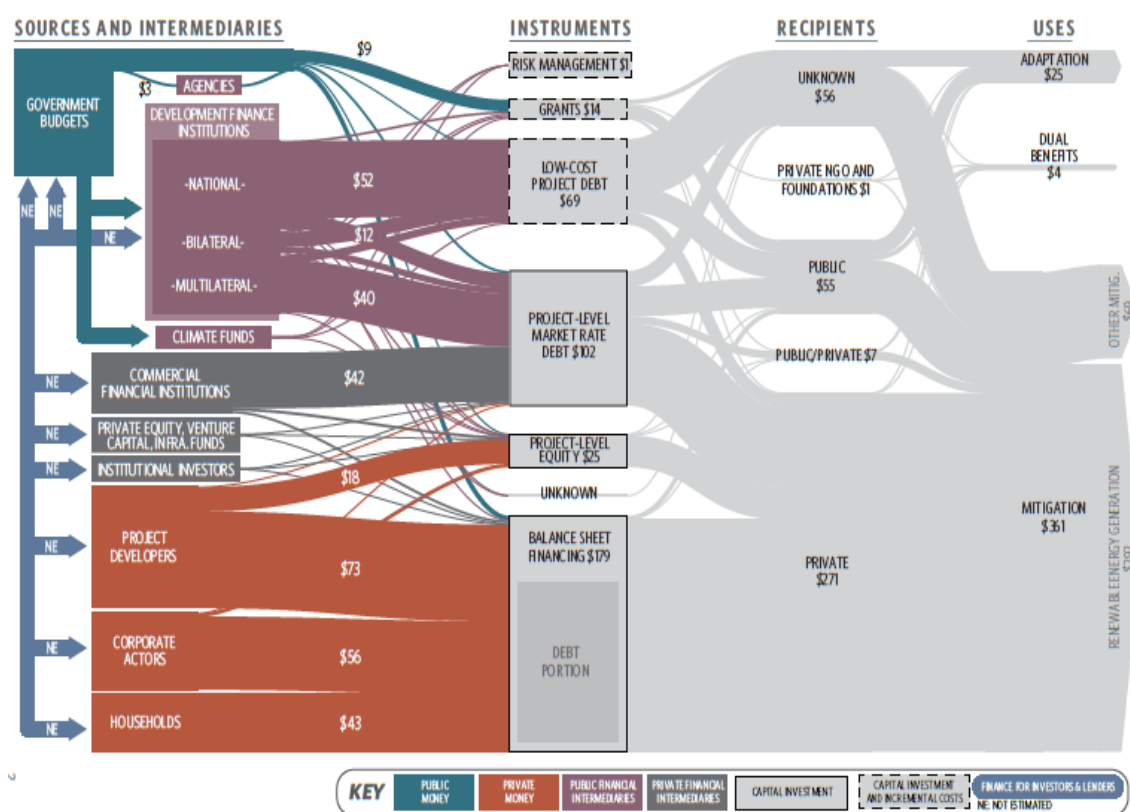 SOURCES AND INTERMEDIARIES
INSTRUMENTS
RECIPIENTS
USES
GOVERNMENT
BUDGETS
$3
AGENCIES
$9
DEVELOPMENT FINANCE
INSTITUTIONS
-NATIONAL-
$52
-BILATERAL-
$12
-MULTILATERAL-
$40
NE
NE
NE
CLIMATE FUNDS
NE
COMMERCIAL
FINANCIAL INSTITUTIONS
$42
NE
PRIVATE EQUITY, VENTURE
CAPITAL, INFRA. FUNDS
NE
INSTITUTIONAL INVESTORS
$18
NE
PROJECT
DEVELOPERS
$73
NE
CORPORATE
ACTORS
$56
NE
HOUSEHOLDS
$43
RISK MANAGEMENT $1
GRANTS $14
LOW-COST
PROJECT DEBT
$69
PROJECT-LEVEL
MARKET RATE
DEBT $102
PROJECT-LEVEL
EQUITY $25
UNKNOWN
BALANCE SHEET
FINANCING $179
DEBT
PORTION
UNKNOWN
$56
PRIVATE NGO AND
FOUNDATIONS $1
PUBLIC
$55
PUBLIC/PRIVATE $7
PRIVATE
$271
ADAPTATION
$25
DUAL
BENEFITS
$4
OTHER MITIG.
MITIGATION
$361
RENEWABLE ENERGY GENERATION
KEY
PUBLIC
MONEY
PRIVATE
MONEY
PUBLIC FINANCIAL
INTERMEDIARIES
PRIVATE FINANCIAL
INTERMEDIARIES
CAPITAL INVESTMENT
CAPITAL INVESTMENT
AND INCREMENTAL COSTS
FINANCE FOR INVESTORS & LENDERS
NE: NOT ESTIMATED